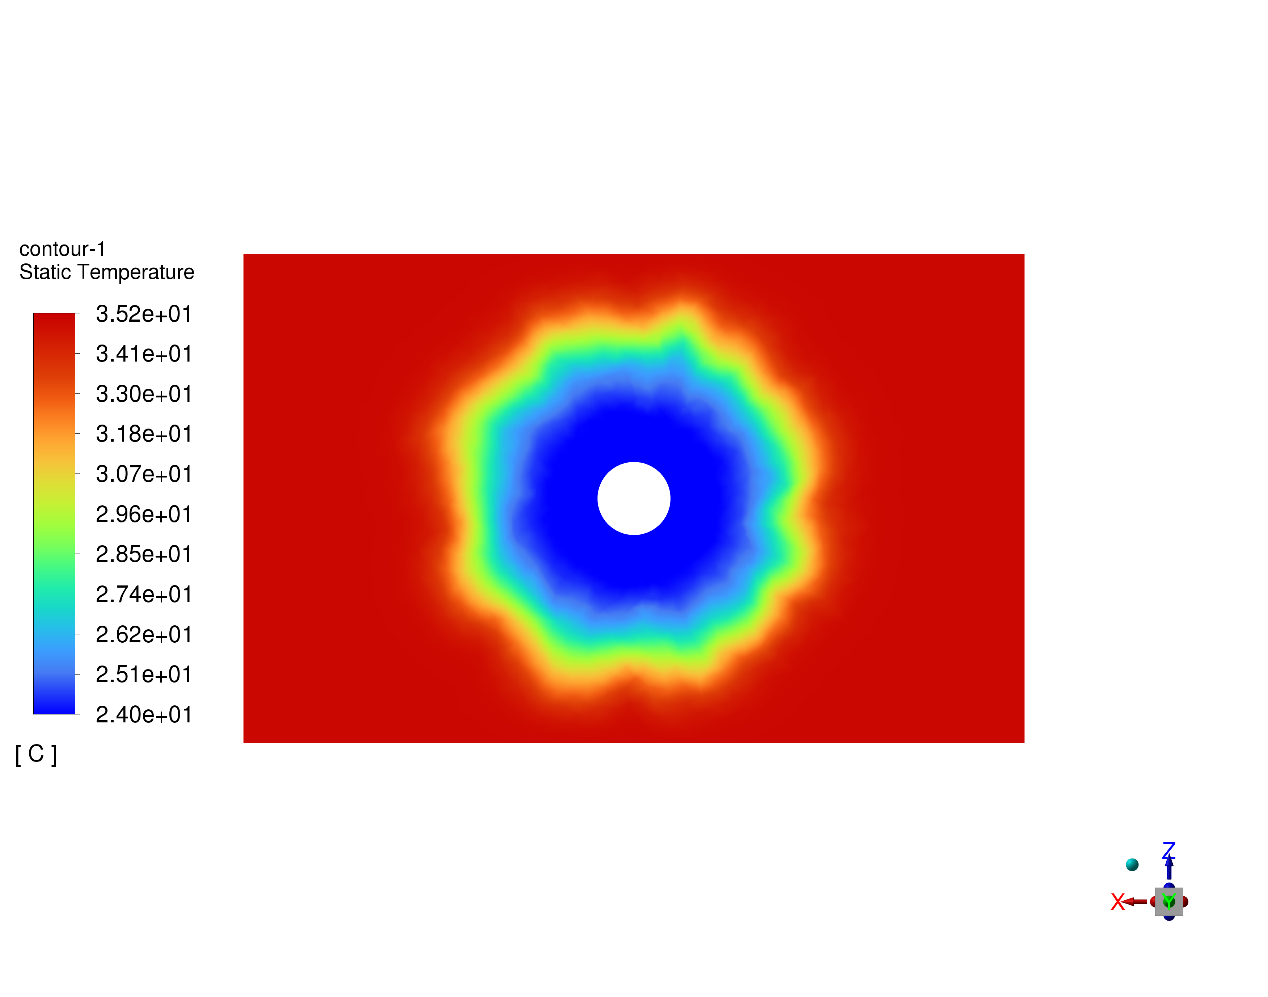 contour-1
Static Temperature
3.52e+01
3.41e+01
3.30e+01
3.18e+01
3.07e+01
2.96e+01
2.85e+01
2.74e+01
2.62e+01
2.51e+01
2.40e+01
[ C ]
Z
X
Y